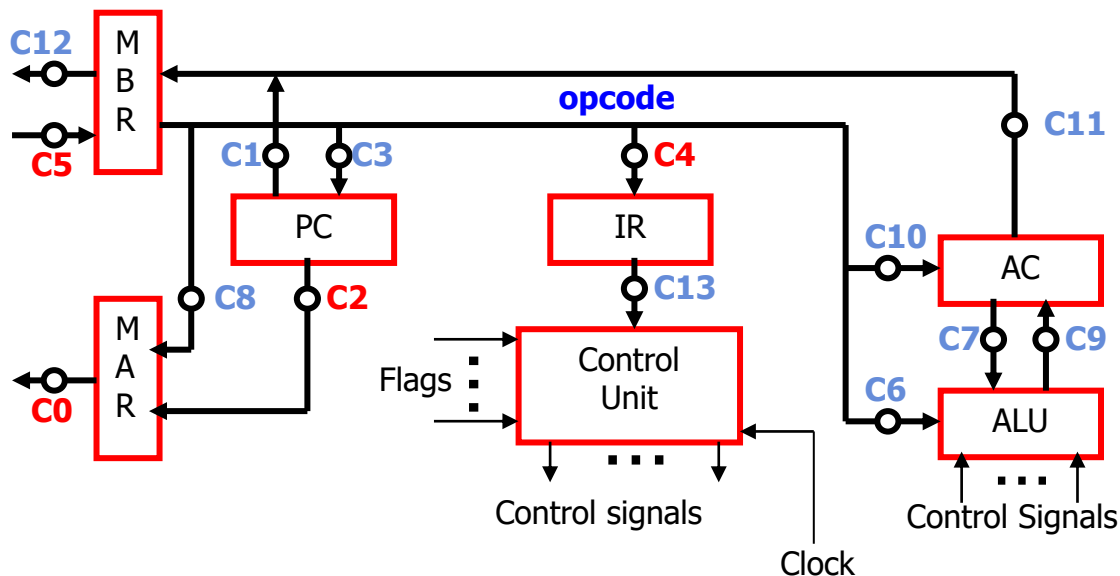 C12
M
B
R
opcode
C11
C5
C1
C3
C4
PC
IR
C10
AC
C8
C2
C13
M
A
R
C7
C9
Flags
Control
Unit
C6
ALU
C0
Control signals
Control Signals
Clock